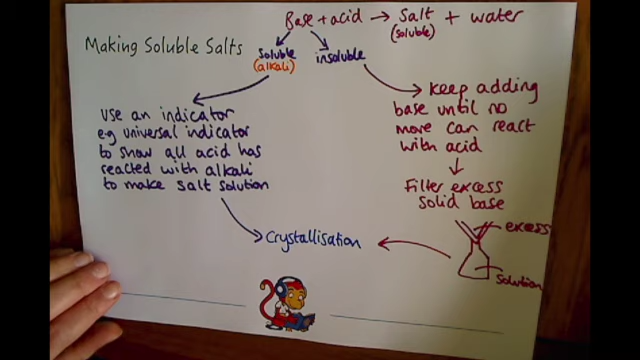 Base + acid → Salt + water
(soluble)
Making Soluble Salts
Soluble
(alkali)
insoluble
Use an indicator
e.g universal indicator
to show all acid has
reacted with alkali
to make salt solution
Keep adding
base until no
more can react
with acid
Filter excess
solid base
excess
solution
Crystallisation